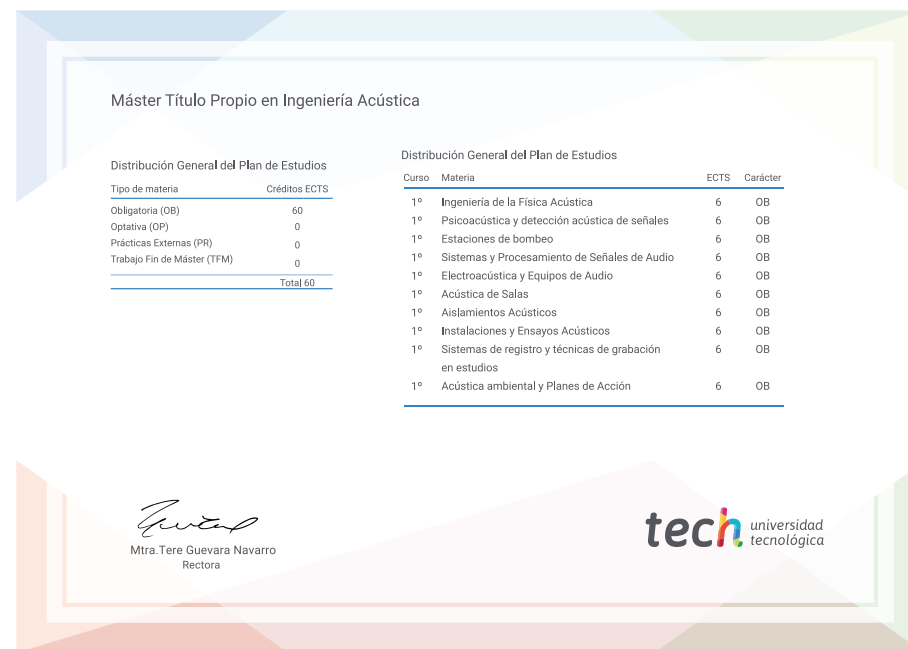 Máster Título Propio en Ingeniería Acústica
Distribución General del Plan de Estudios
Tipo de materia Créditos ECTS
Obligatoria (OB) 60
Optativa (OP) 0
Prácticas Externas (PR) 0
Trabajo Fin de Máster (TFM) 0
Total 60
Distribución General del Plan de Estudios
Curso Materia ECTS Carácter
1º Ingeniería de la Física Acústica 6 OB
1º Psicoacústica y detección acústica de señales 6 OB
1º Estaciones de bombeo 6 OB
1º Sistemas y Procesamiento de Señales de Audio 6 OB
1º Electroacústica y Equipos de Audio 6 OB
1º Acústica de Salas 6 OB
1º Aislamientos Acústicos 6 OB
1º Instalaciones y Ensayos Acústicos 6 OB
1º Sistemas de registro y técnicas de grabación 6 OB
en estudios
1º Acústica ambiental y Planes de Acción 6 OB
Mtra.Tere Guevara Navarro
Rectora
tech universidad
tecnológica